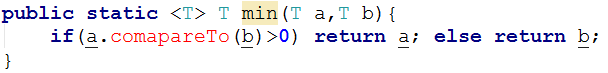 public static <T> T min(T a,T b){
if(a.comapareTo(b)>0) return a; else return b;
}